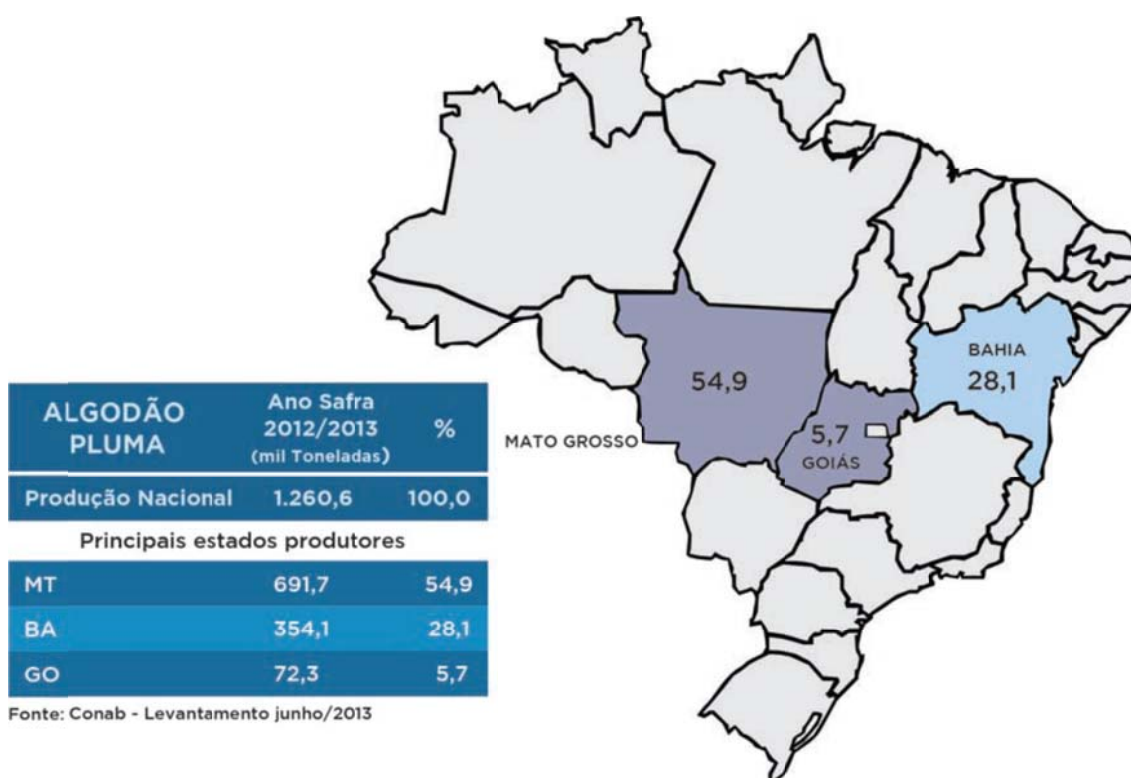 ALGODÃO
PLUMA
Ano Safra
2012/2013
(mil Toneladas)
%
Produção Nacional 1.260,6 100,0
Principais estados produtores
MT 691,7 54,9
BA 354,1 28,1
GO 72,3 5,7
Fonte: Conab - Levantamento junho/2013
MATO GROSSO
54,9
5,7
GOIÁS
BAHIA
28,1